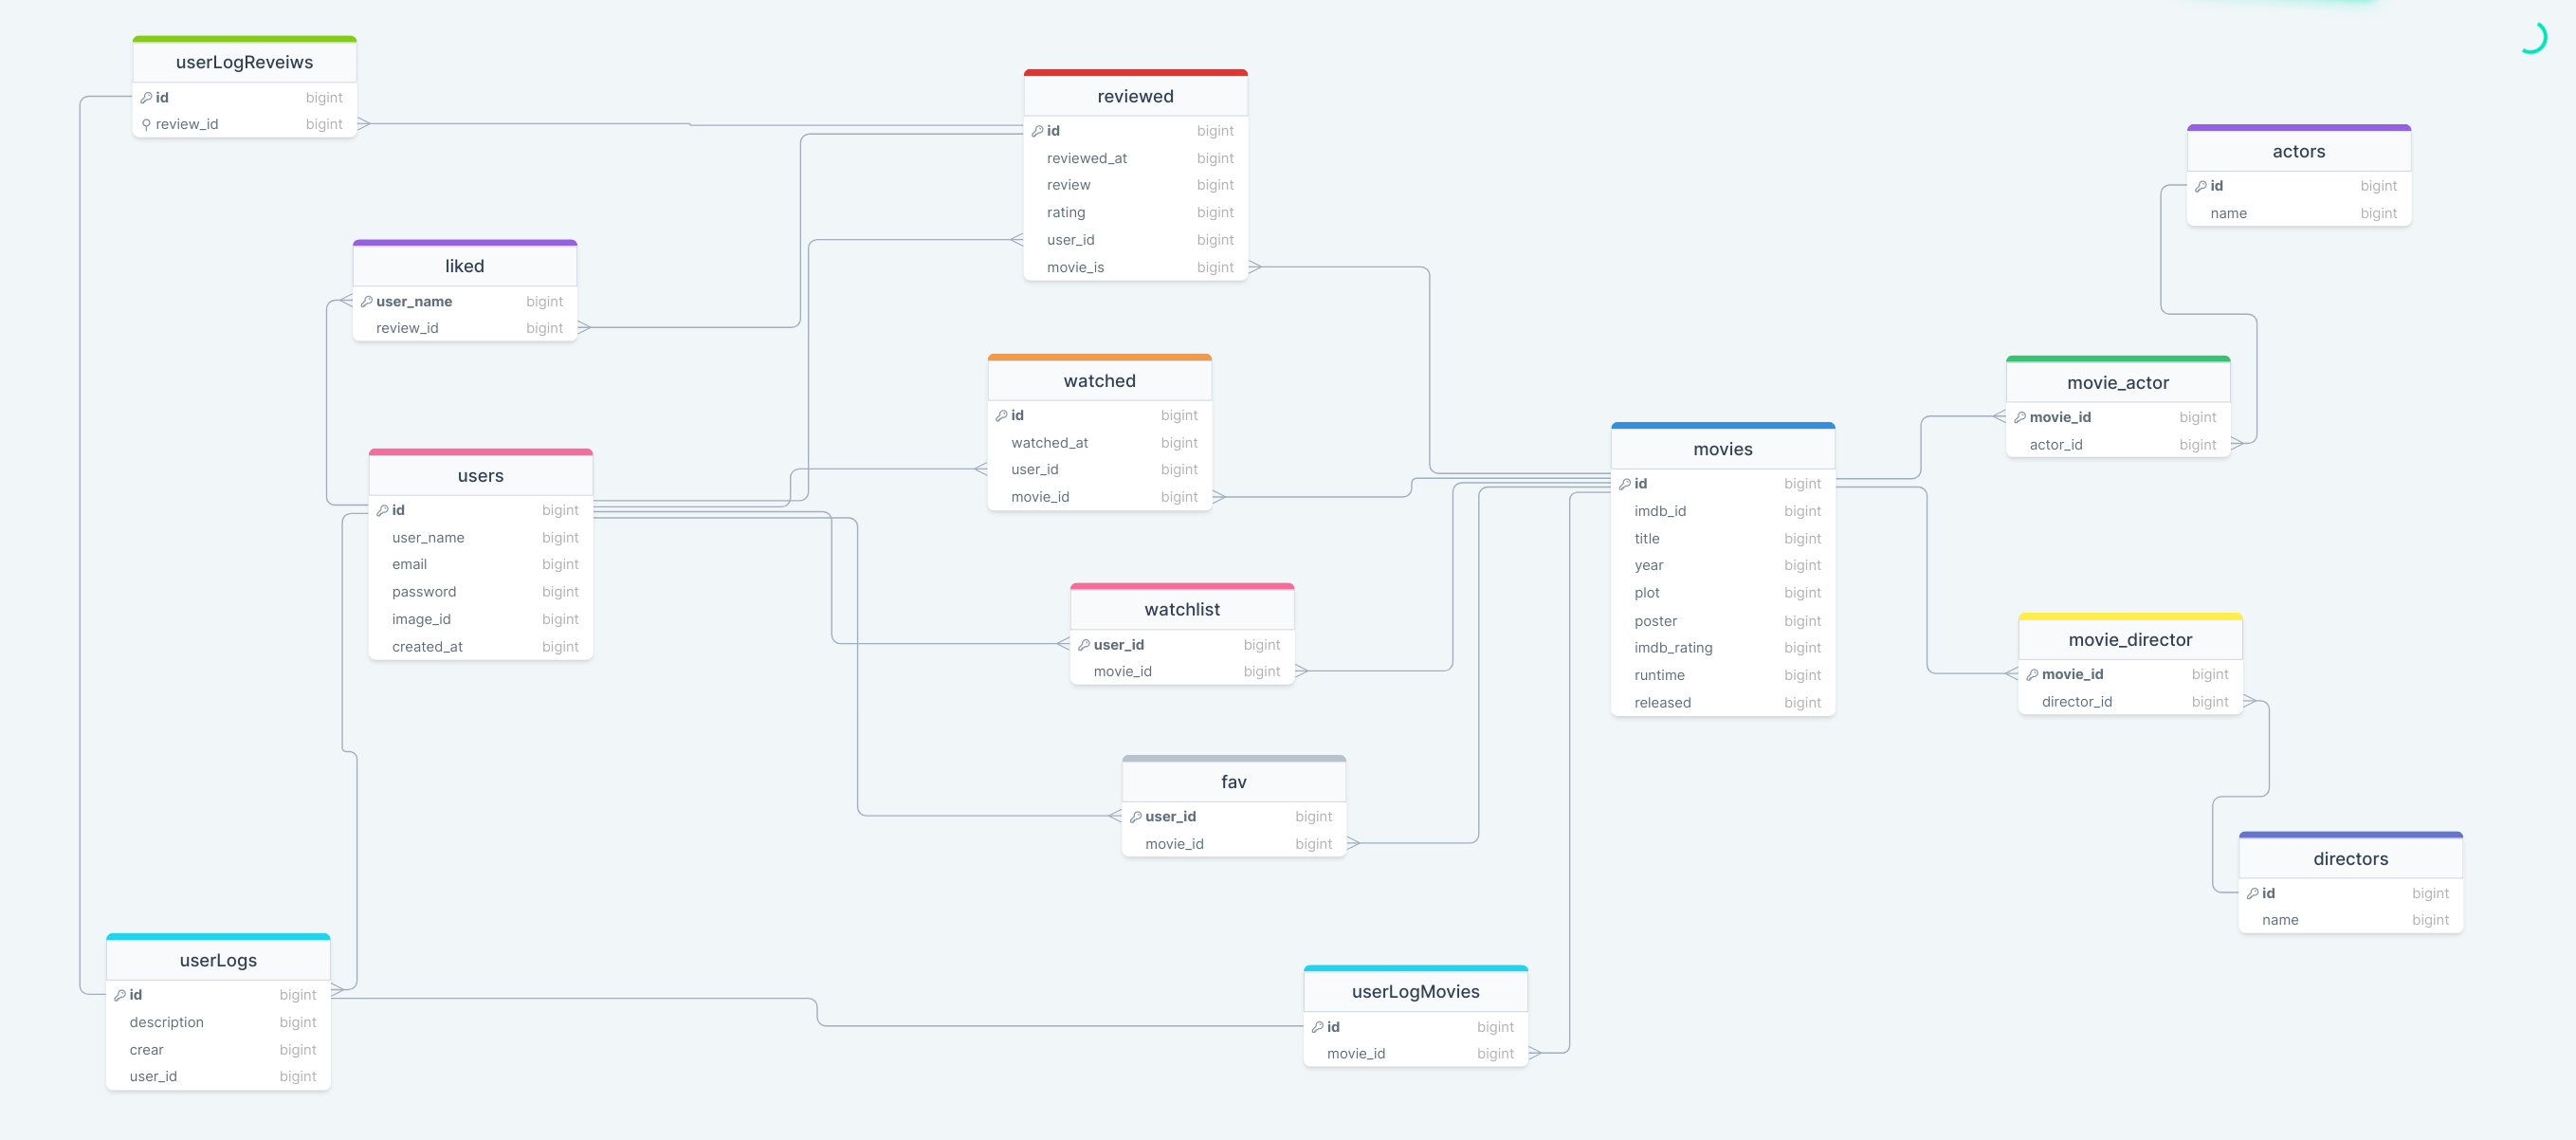 userLogReveiws
id bigint
review_id bigint
reviewed
id bigint
reviewed_at bigint
review bigint
rating bigint
user_id bigint
movie_is bigint
actors
id bigint
name bigint
liked
user_name bigint
review_id bigint
watched
id bigint
watched_at bigint
user_id bigint
movie_id bigint
movie_actor
movie_id bigint
actor_id bigint
users
id bigint
user_name bigint
email bigint
password bigint
image_id bigint
created_at bigint
movies
id bigint
imdb_id bigint
title bigint
year bigint
plot bigint
poster bigint
imdb_rating bigint
runtime bigint
released bigint
watchlist
user_id bigint
movie_id bigint
movie_director
movie_id bigint
director_id bigint
fav
user_id bigint
movie_id bigint
directors
id bigint
name bigint
userLogs
id bigint
description bigint
crear bigint
user_id bigint
userLogMovies
id bigint
movie_id bigint